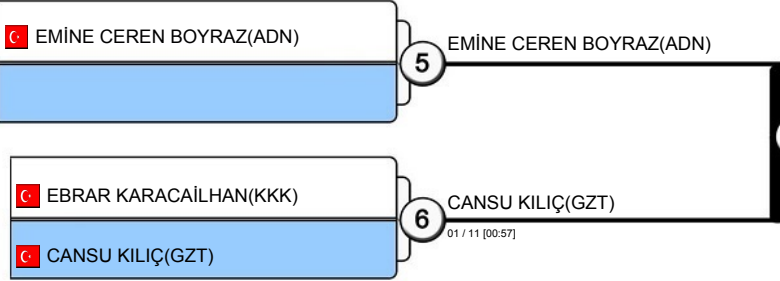 EMİNE CEREN BOYRAZ(ADN)
5
EMİNE CEREN BOYRAZ(ADN)
EBRAR KARACAİLHAN(KKK)
6
CANSU KILIÇ(GZT)
01 / 11 [00:57]
CANSU KILIÇ(GZT)